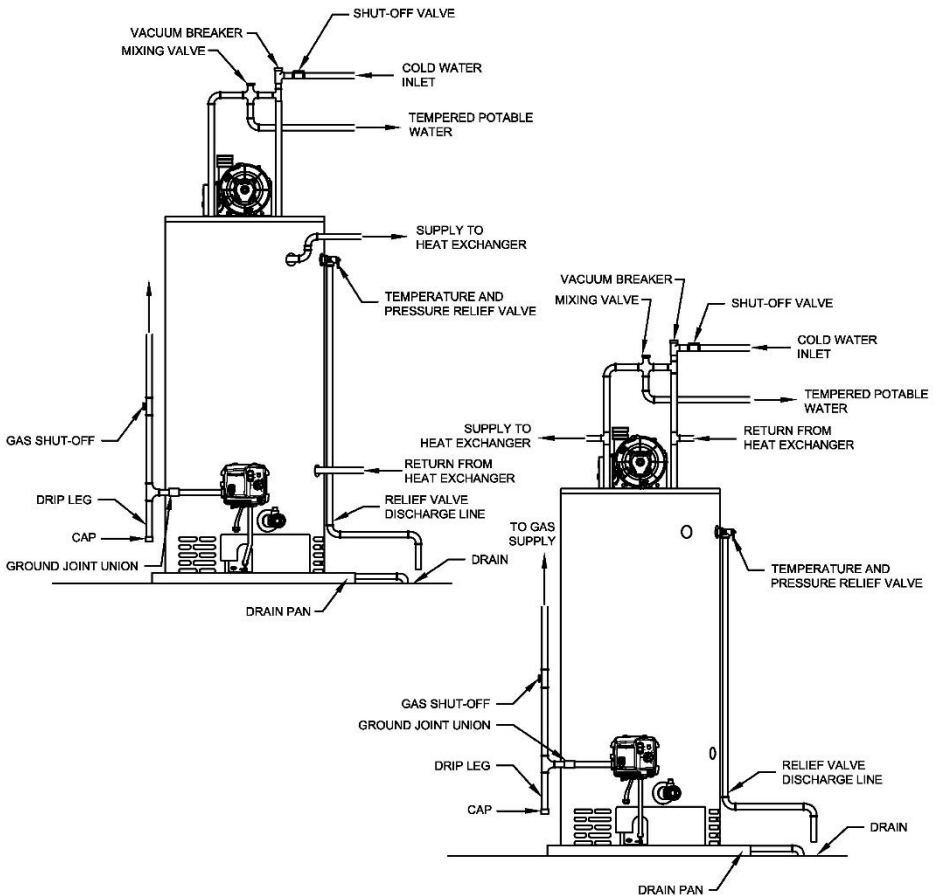 SHUT-OFF VALVE
VACUUM BREAKER
MIXING VALVE
COLD WATER
INLET
TEMPERED POTABLE
WATER
SUPPLY TO
HEAT EXCHANGER
TEMPERATURE AND
PRESSURE RELIEF VALVE
GAS SHUT-OFF
RETURN FROM
HEAT EXCHANGER
DRIP LEG
RELIEF VALVE
DISCHARGE LINE
CAP
GROUND JOINT UNION
DRAIN
DRAIN PAN
VACUUM BREAKER
MIXING VALVE
SHUT-OFF VALVE
COLD WATER
INLET
TEMPERED POTABLE
WATER
SUPPLY TO
HEAT EXCHANGER
RETURN FROM
HEAT EXCHANGER
TO GAS
SUPPLY
TEMPERATURE AND
PRESSURE RELIEF VALVE
GAS SHUT-OFF
GROUND JOINT UNION
DRIP LEG
RELIEF VALVE
DISCHARGE LINE
CAP
DRAIN
DRAIN PAN